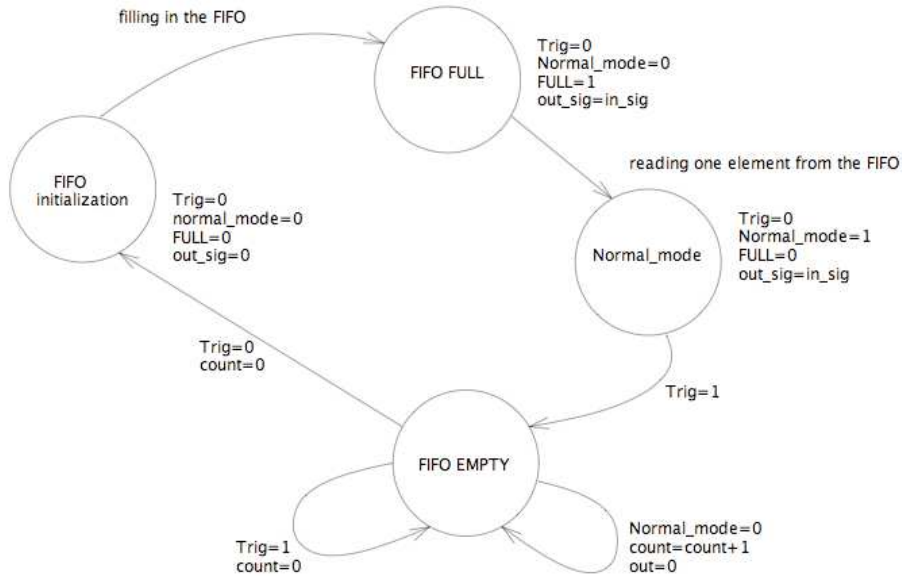 filling in the FIFO
FIFO FULL
Trig=0
Normal_mode=0
FULL=1
out_sig=in_sig
reading one element from the FIFO
FIFO
initialization
Trig=0
normal_mode=0
FULL=0
out_sig=0
Normal_mode
Trig=0
Normal_mode=1
FULL=0
out_sig=in_sig
Trig=0
count=0
Trig=1
FIFO EMPTY
Trig=1
count=0
Normal_mode=0
count=count+1
out=0